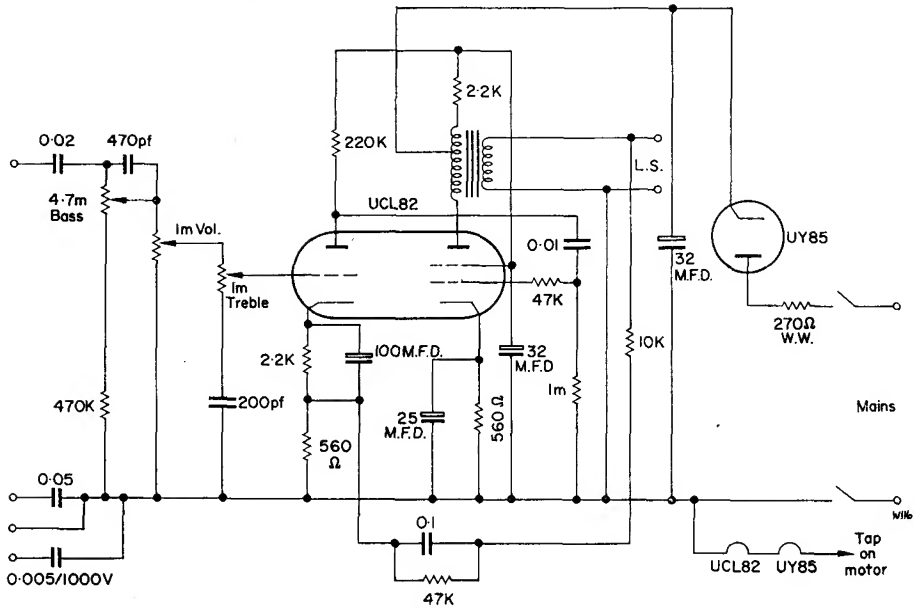 0·02
470pf
4·7m
Bass
1m Vol.
1m
Treble
470K
200pf
0·05
0·005/1000V
220K
2·2K
UCL82
L.S.
0·01
47K
2·2K
100M.F.D.
560
Ω
25
M.F.D.
560Ω
32
M.F.D
1m
10K
32
M.F.D.
UY85
270Ω
W.W.
Mains
W116
0·1
47K
UCL82
UY85
Tap
on
motor